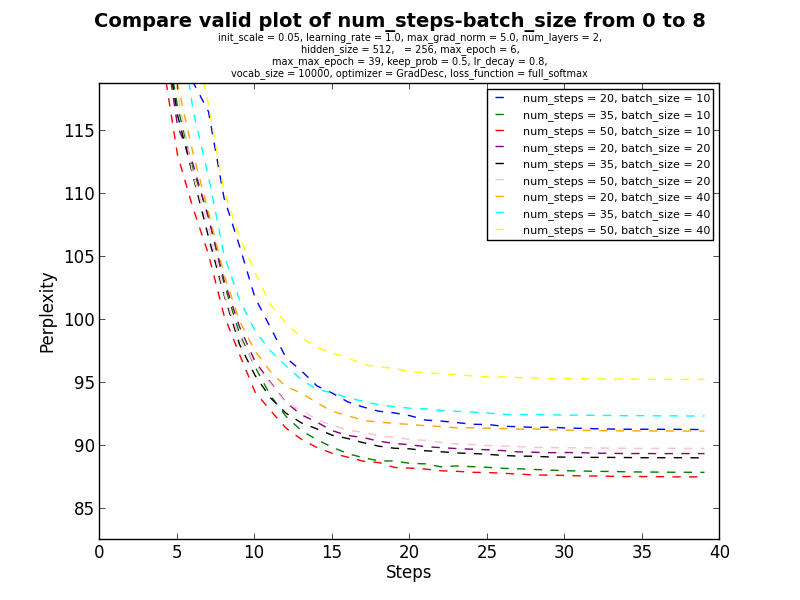 Compare valid plot of num_steps-batch_size from 0 to 8
init_scale = 0.05, learning_rate = 1.0, max_grad_norm = 5.0, num_layers = 2,
hidden_size = 512,   = 256, max_epoch = 6,
max_max_epoch = 39, keep_prob = 0.5, lr_decay = 0.8,
vocab_size = 10000, optimizer = GradDesc, loss_function = full_softmax
num_steps = 20, batch_size = 10
num_steps = 35, batch_size = 10
num_steps = 50, batch_size = 10
num_steps = 20, batch_size = 20
num_steps = 35, batch_size = 20
num_steps = 50, batch_size = 20
num_steps = 20, batch_size = 40
num_steps = 35, batch_size = 40
num_steps = 50, batch_size = 40
Perplexity
115
110
105
100
95
90
85
0 5 10 15 20 25 30 35 40
Steps